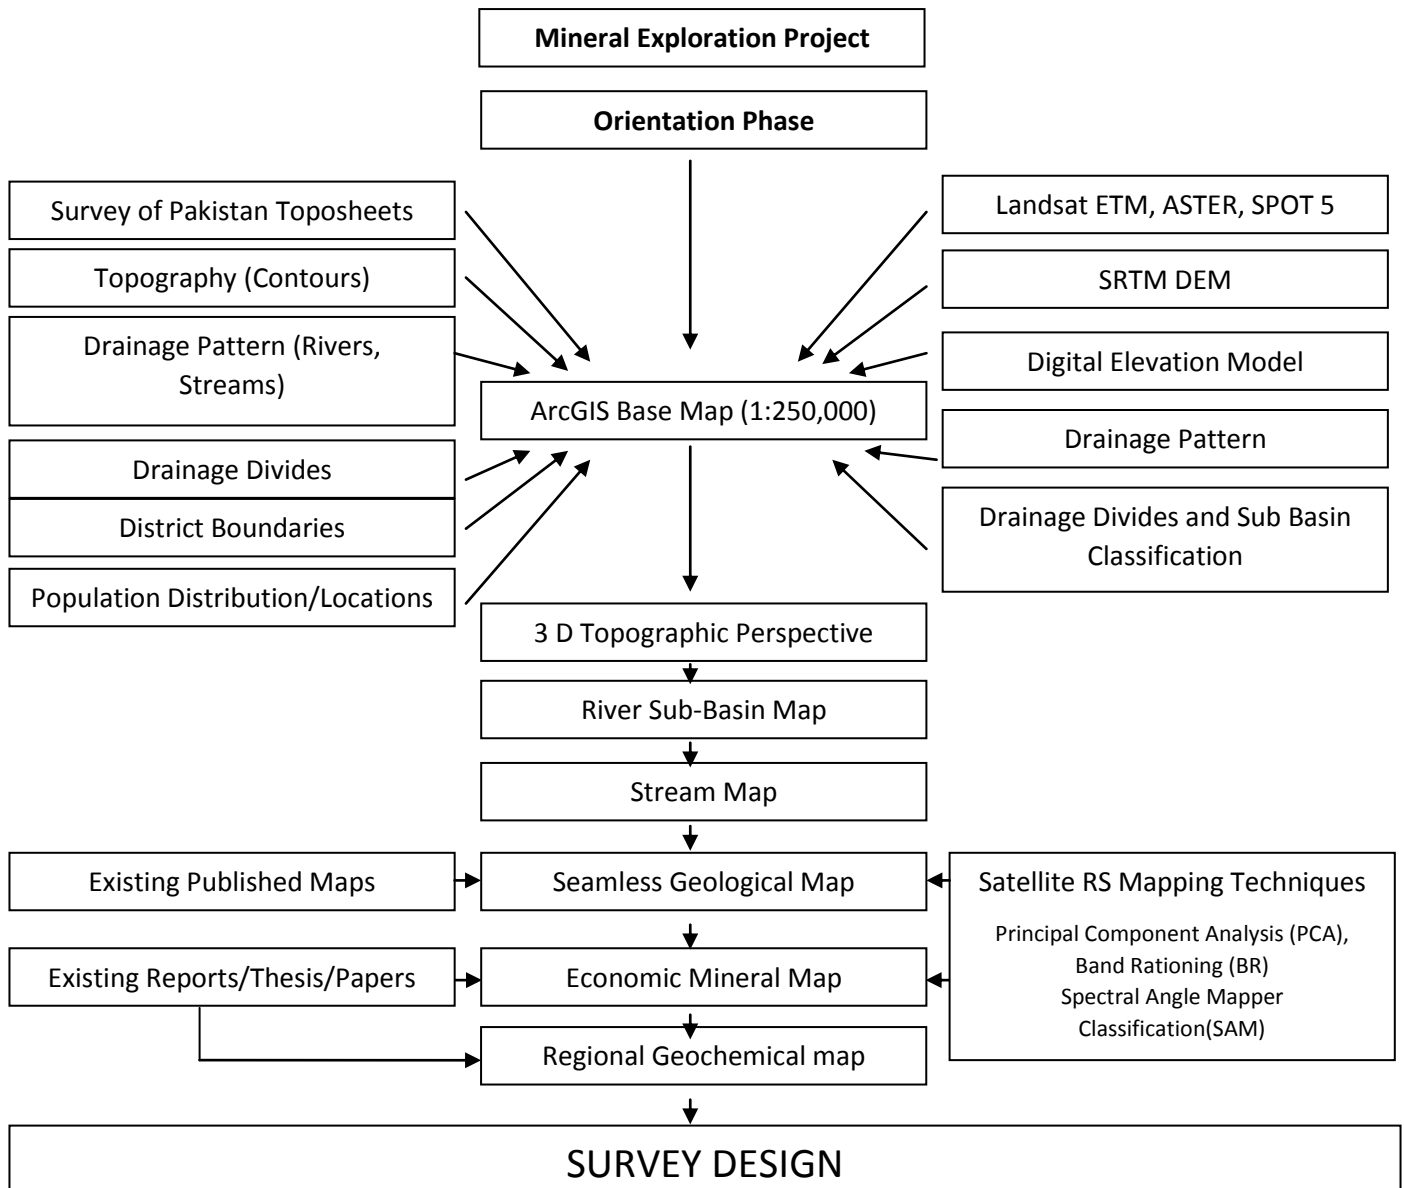 Mineral Exploration Project
Orientation Phase
Survey of Pakistan Toposheets
Topography (Contours)
Drainage Pattern (Rivers,
Streams)
Drainage Divides
District Boundaries
Population Distribution/Locations
Landsat ETM, ASTER, SPOT 5
SRTM DEM
Digital Elevation Model
Drainage Pattern
Drainage Divides and Sub Basin
Classification
ArcGIS Base Map (1:250,000)
3 D Topographic Perspective
River Sub-Basin Map
Stream Map
Existing Published Maps
Seamless Geological Map
Satellite RS Mapping Techniques
Principal Component Analysis (PCA),
Band Rationing (BR)
Spectral Angle Mapper
Classification(SAM)
Existing Reports/Thesis/Papers
Economic Mineral Map
Regional Geochemical map
SURVEY DESIGN